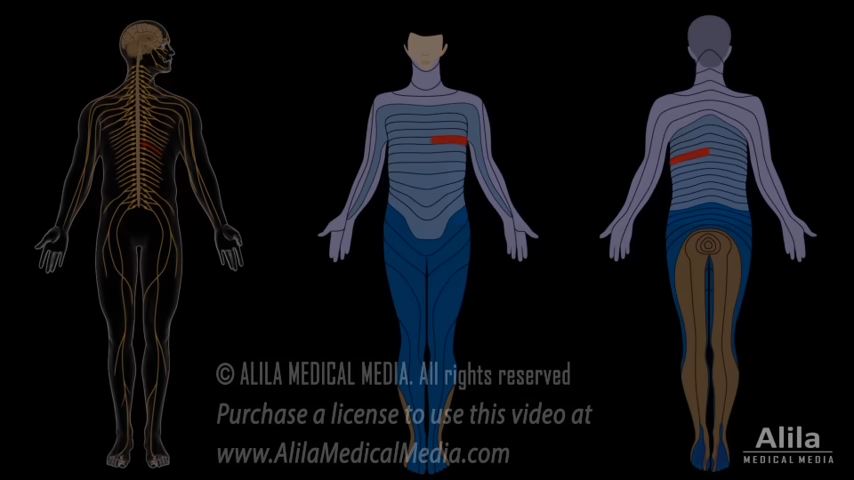 © ALILA MEDICAL MEDIA. All rights reserved
Purchase a license to use this video at
www.AlilaMedicalMedia.com
Alila
MEDICAL MEDIA